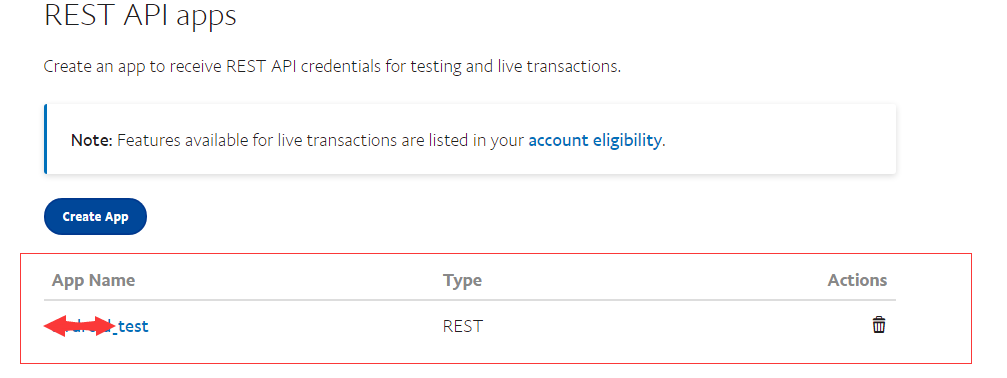 REST API apps
Create an app to receive REST API credentials for testing and live transactions.
Note: Features available for live transactions are listed in your account eligibility.
Create App
App Name Type Actions
_test REST